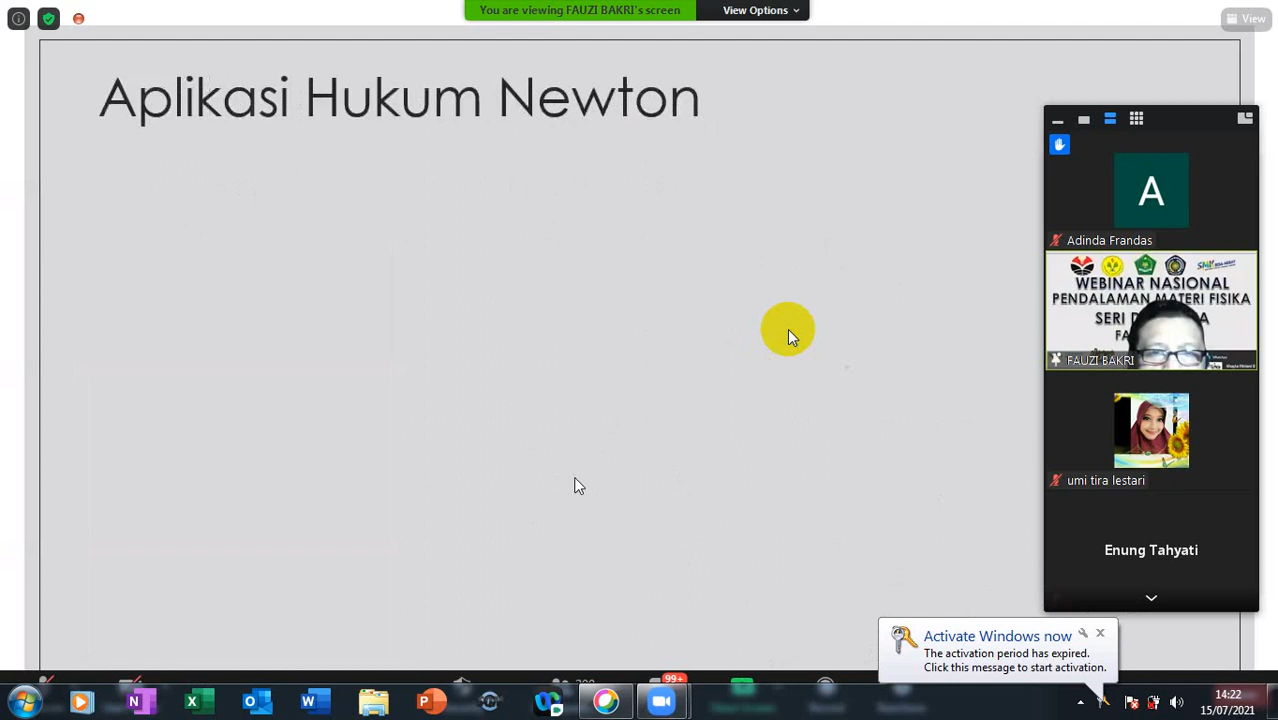 You are viewing FAUZI BAKRI's screen
View Options
View
Aplikasi Hukum Newton
A
Adinda Frandas
WEBINAR NASIONAL
PENDALAMAN MATERI FISIKA
FAUZI BAKRI
umi tira lestari
Enung Tahyati
Activate Windows now
The activation period has expired.
Click this message to start activation.
99+
14:22
15/07/2021